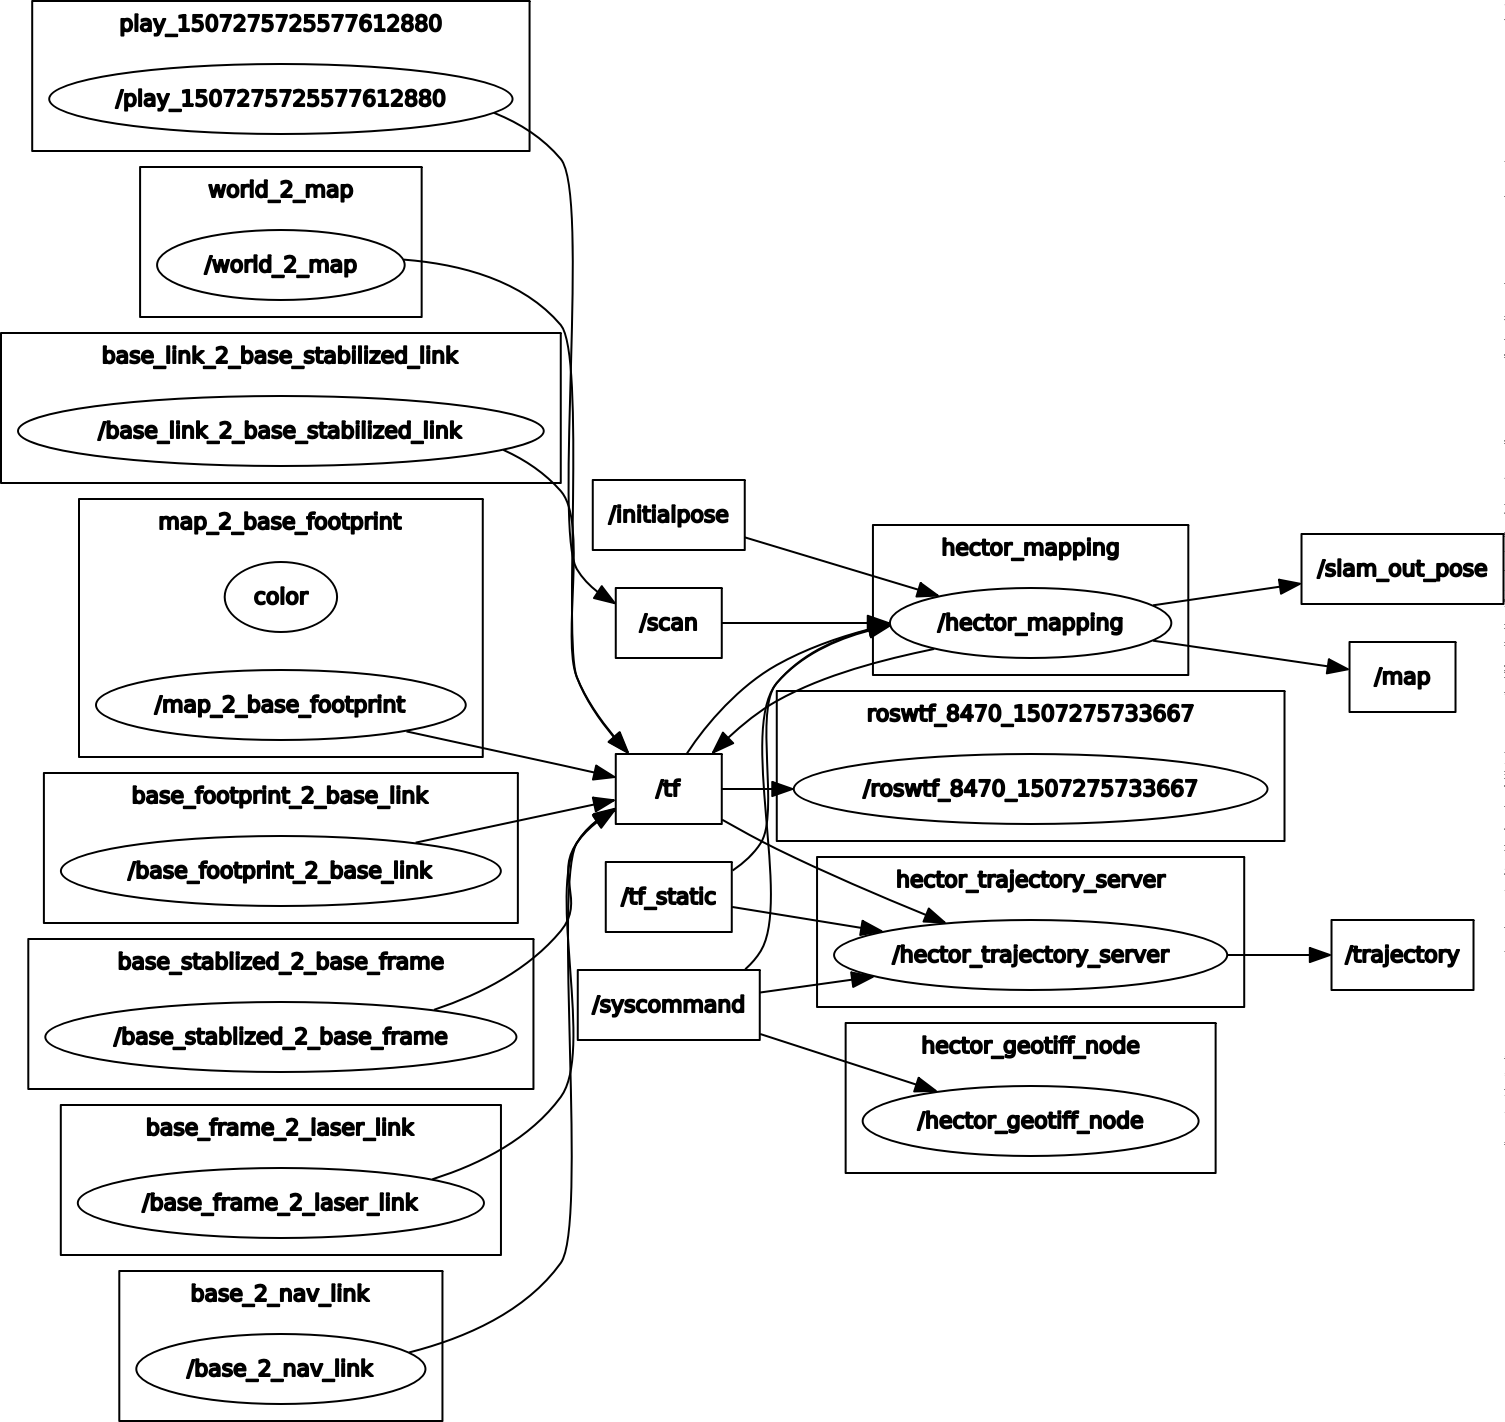 play_1507275725577612880
/play_1507275725577612880
world_2_map
/world_2_map
base_link_2_base_stabilized_link
/base_link_2_base_stabilized_link
map_2_base_footprint
color
/map_2_base_footprint
base_footprint_2_base_link
/base_footprint_2_base_link
base_stablized_2_base_frame
/base_stablized_2_base_frame
base_frame_2_laser_link
/base_frame_2_laser_link
base_2_nav_link
/base_2_nav_link
/initialpose
/scan
/tf
/tf_static
/syscommand
hector_mapping
/hector_mapping
roswtf_8470_1507275733667
/roswtf_8470_1507275733667
hector_trajectory_server
/hector_trajectory_server
hector_geotiff_node
/hector_geotiff_node
/slam_out_pose
/map
/trajectory